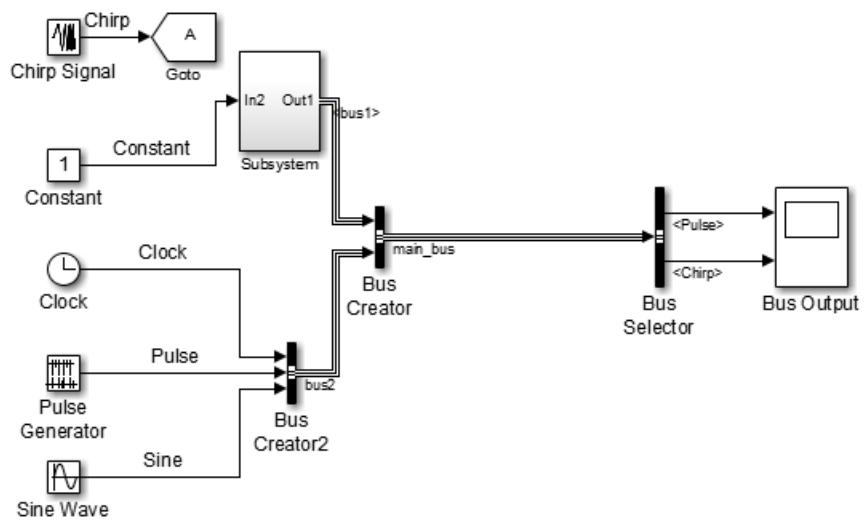 Chirp
A
Chirp Signal
Goto
In2
Out1
<bus1>
Subsystem
Constant
1
Constant
main_bus
<Pulse>
<Chirp>
Bus
Creator
Bus
Selector
Bus Output
Clock
Clock
Pulse
bus2
Pulse
Generator
Bus
Creator2
Sine
Sine Wave